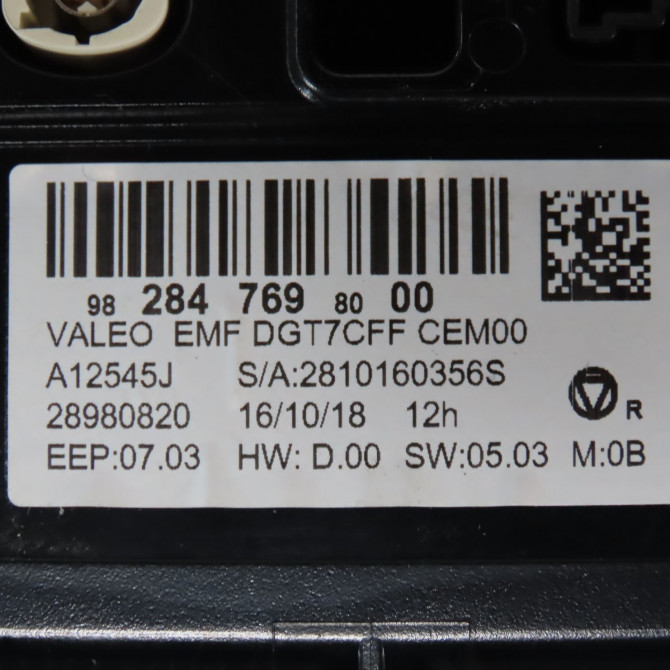 98 284 769 80 00
VALEO EMF DGT7CFF CEM00
A12545J S/A:2810160356S
28980820 16/10/18 12h
R
EEP:07.03 HW: D.00 SW:05.03 M:0B